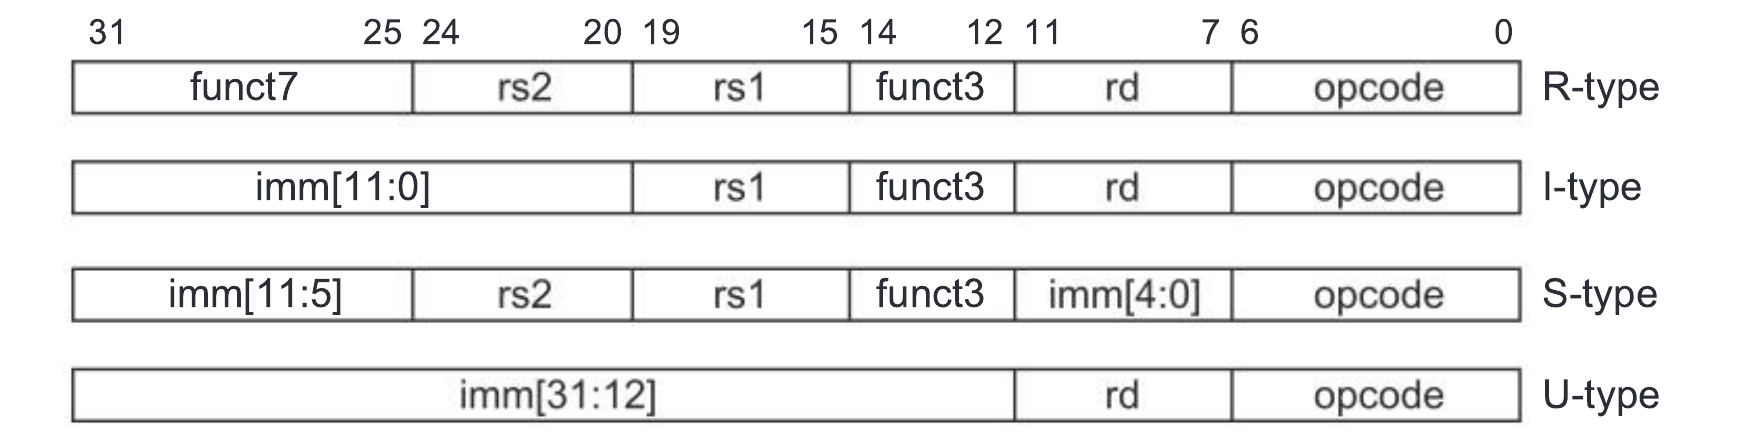 31 25 24 20 19 15 14 12 11 7 6 0
funct7 rs2 rs1 funct3 rd opcode R-type
imm[11:0] rs1 funct3 rd opcode I-type
imm[11:5] rs2 rs1 funct3 imm[4:0] opcode S-type
imm[31:12] rd opcode U-type